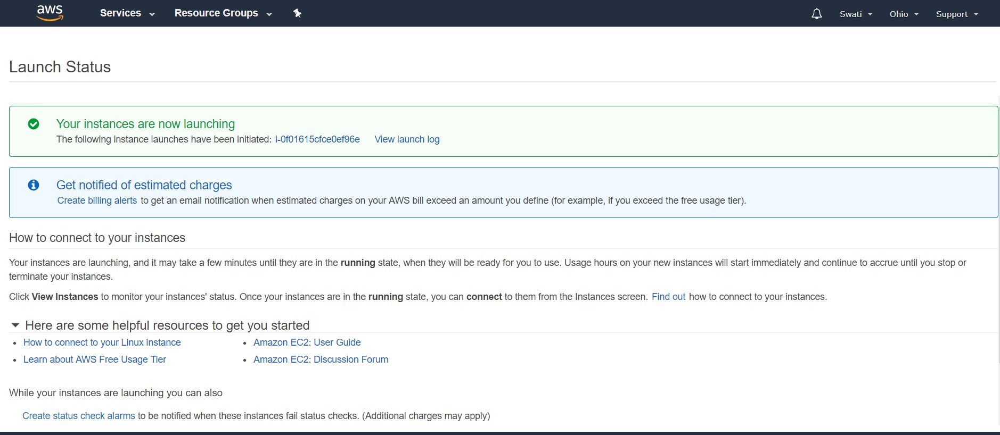 aws Services Resource Groups Swati Ohio Support
Launch Status
Your instances are now launching
The following instance launches have been initiated: i-0f01615cfce0ef96e View launch log
Get notified of estimated charges
Create billing alerts to get an email notification when estimated charges on your AWS bill exceed an amount you define (for example, if you exceed the free usage tier).
How to connect to your instances
Your instances are launching, and it may take a few minutes until they are in the running state, when they will be ready for you to use. Usage hours on your new instances will start immediately and continue to accrue until you stop or
terminate your instances.
Click View Instances to monitor your instances' status. Once your instances are in the running state, you can connect to them from the Instances screen. Find out how to connect to your instances.
Here are some helpful resources to get you started
• How to connect to your Linux instance
• Learn about AWS Free Usage Tier
• Amazon EC2: User Guide
• Amazon EC2: Discussion Forum
While your instances are launching you can also
Create status check alarms to be notified when these instances fail status checks. (Additional charges may apply)